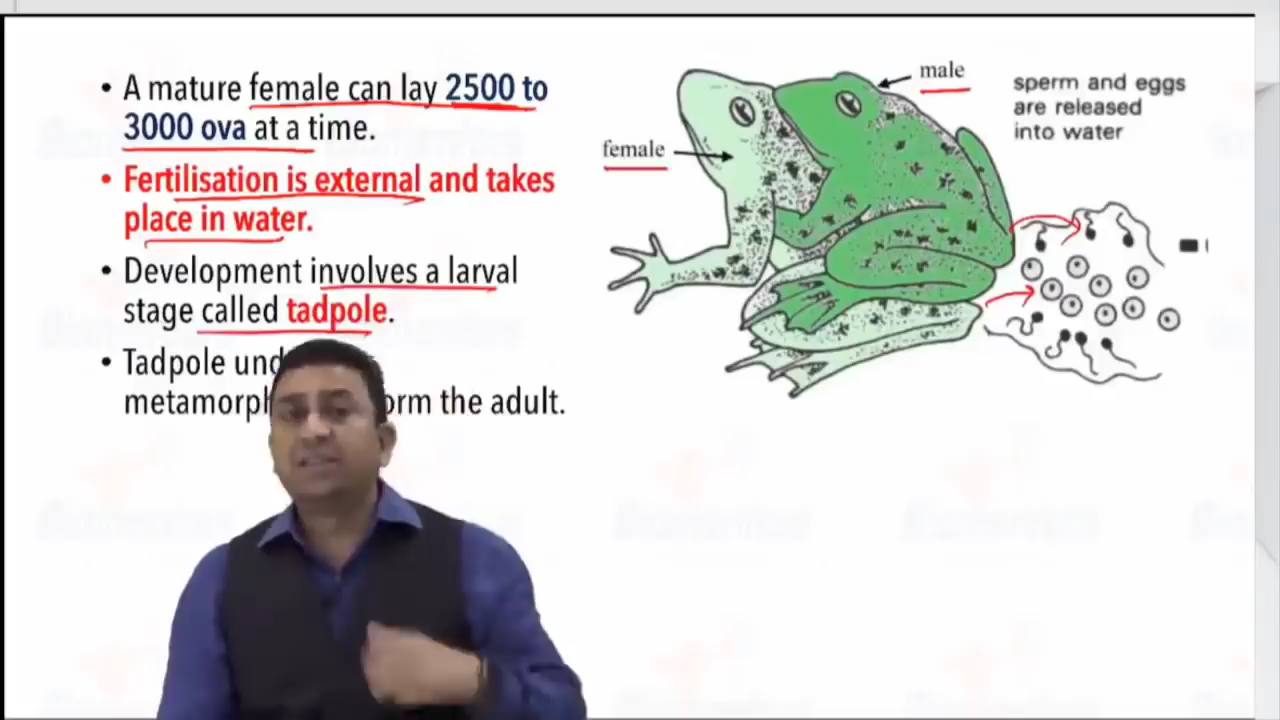 • A mature female can lay 2500 to
3000 ova at a time.
• Fertilisation is external and takes
place in water.
• Development involves a larval
stage called tadpole.
• Tadpole und
metamorph orm the adult.
male
female
sperm and eggs
are released
into water